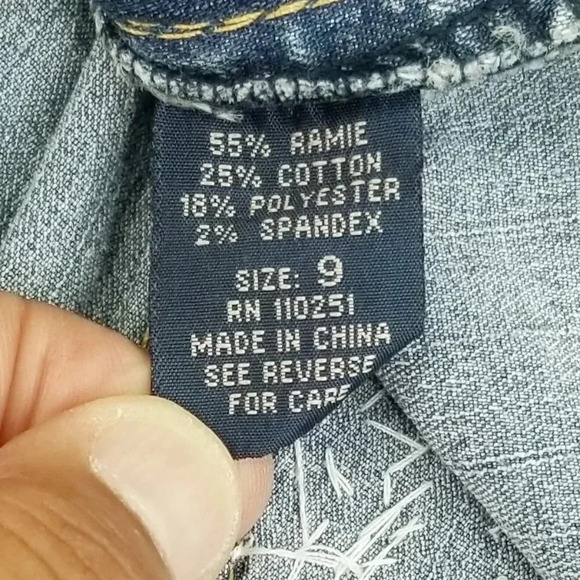 55% RAMIE
25% COTTON
18% POLYESTER
2% SPANDEX
SIZE: 9
RN 110251
MADE IN CHINA
SEE REVERSE
FOR CARE